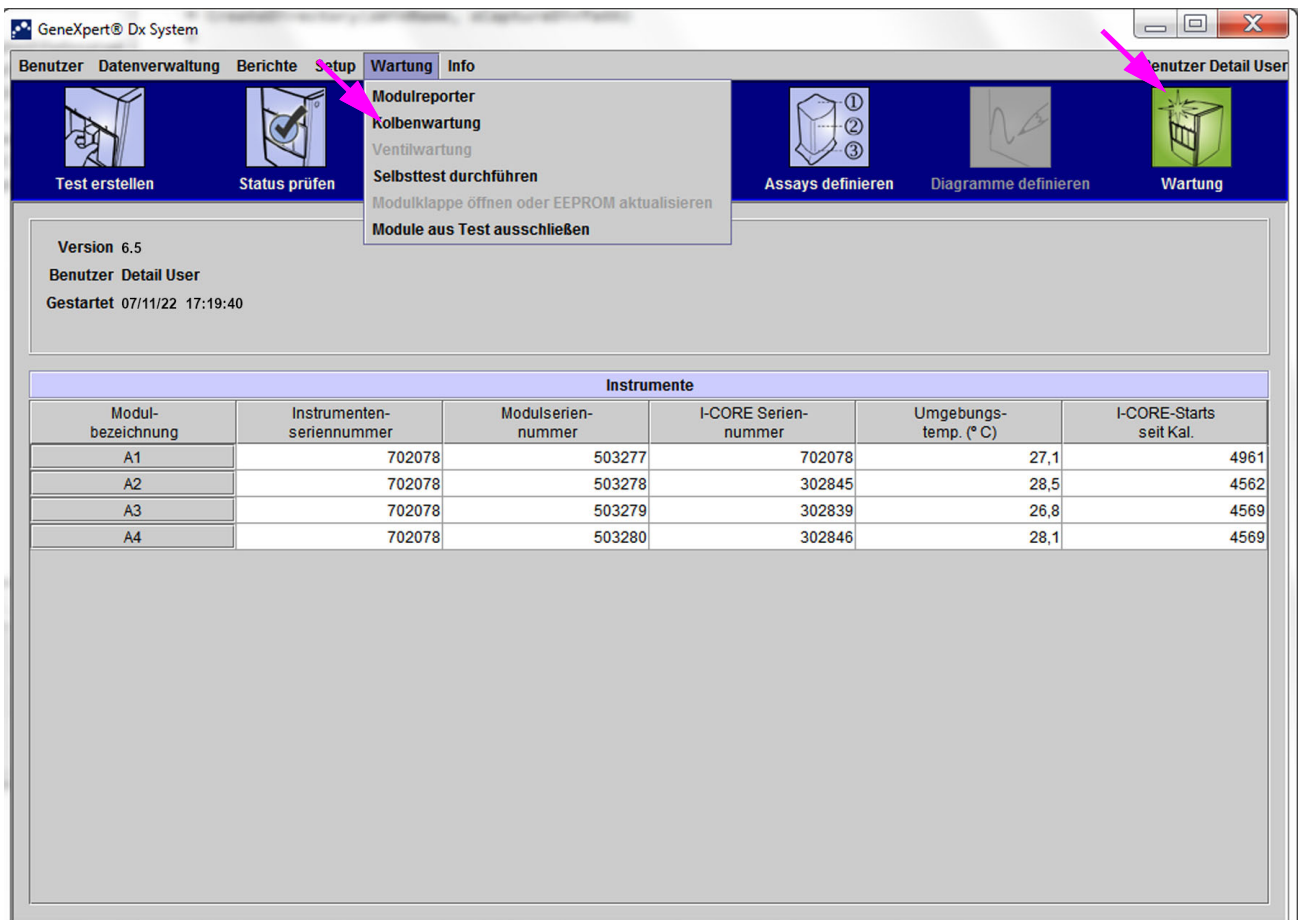 GeneXpert® Dx System
Benutzer Datenverwaltung Berichte Setup Wartung Info
Benutzer Detail User
Modulreporter
Kolbenwartung
Ventilwartung
Selbsttest durchführen
Modulklappe öffnen oder EEPROM aktualisieren
Module aus Test ausschließen
Test erstellen Status prüfen Assays definieren Diagramme definieren Wartung
1
2
3
Version 6.5
Benutzer Detail User
Gestartet 07/11/22 17:19:40
Instrumente
Modul- Instrumenten- Modulserien- I-CORE Serien- Umgebungs- I-CORE-Starts
bezeichnung seriennummer nummer nummer temp. (° C) seit Kal.
A1 702078 503277 702078 27,1 4961
A2 702078 503278 302845 28,5 4562
A3 702078 503279 302839 26,8 4569
A4 702078 503280 302846 28,1 4569